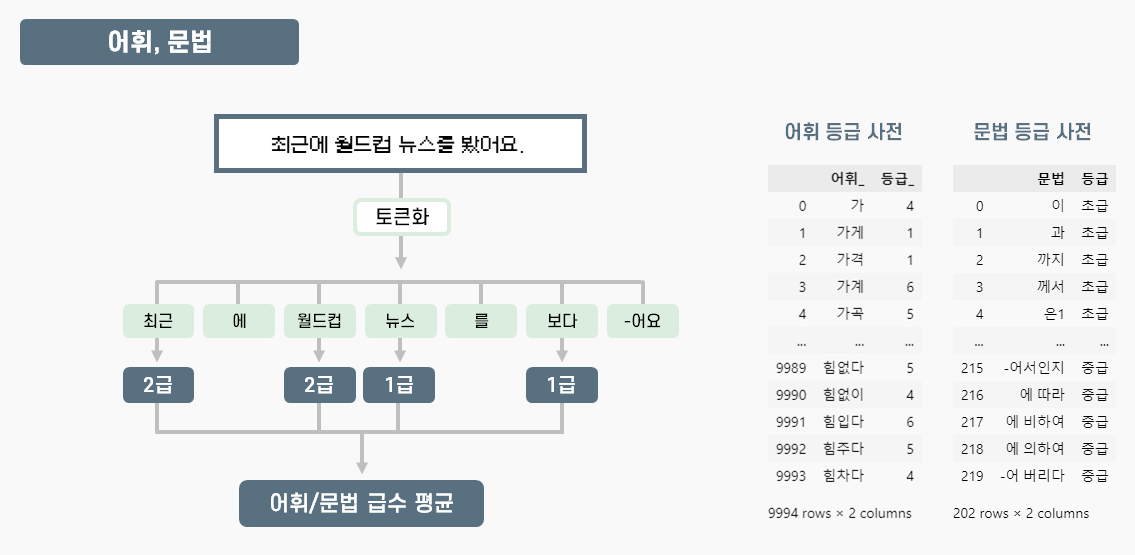 어휘, 문법
최근에 월드컵 뉴스를 봤어요.
토큰화
최근 에 월드컵 뉴스 를 보다 -어요
2급 2급 1급 1급
어휘/문법 급수 평균
어휘 등급 사전
어휘_ 등급_
0 가 4
1 가게 1
2 가격 1
3 가계 6
4 가곡 5
... ... ...
9989 힘없다 5
9990 힘없이 4
9991 힘입다 6
9992 힘주다 5
9993 힘차다 4
9994 rows × 2 columns
문법 등급 사전
문법 등급
0 이 초급
1 과 초급
2 까지 초급
3 께서 초급
4 은1 초급
... ... ...
215 -어서인지 중급
216 에 따라 중급
217 에 비하여 중급
218 에 의하여 중급
219 -어 버리다 중급
202 rows × 2 columns